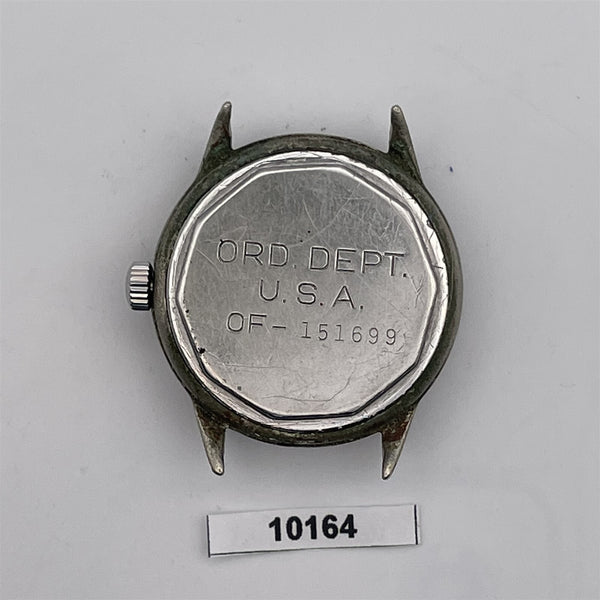 ORD. DEPT.
U.S.A.
OF-151699
10164